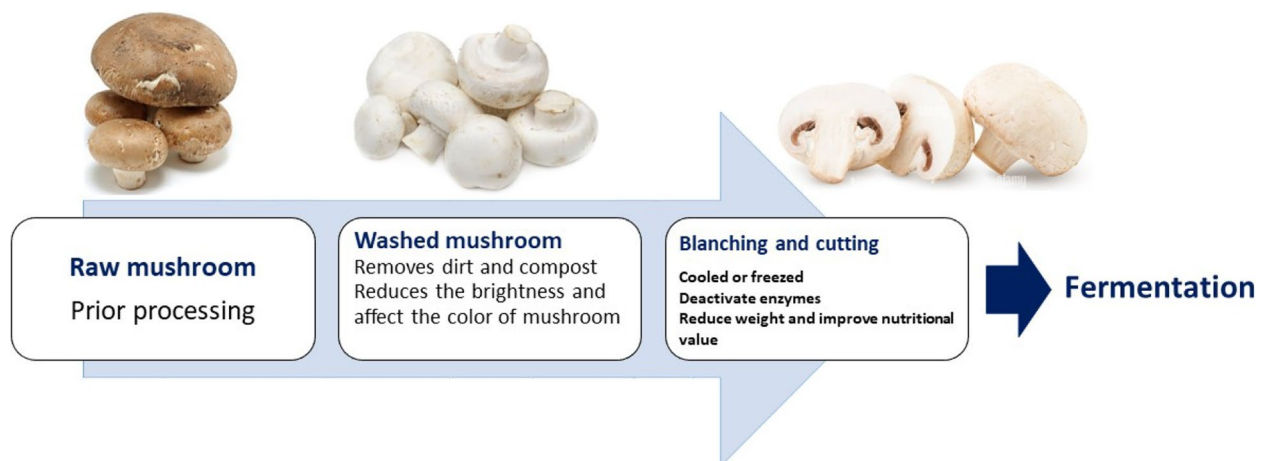 Raw mushroom
Prior processing
Washed mushroom
Removes dirt and compost
Reduces the brightness and
affect the color of mushroom
Blanching and cutting
Cooled or freezed
Deactivate enzymes
Reduce weight and improve nutritional
value
Fermentation